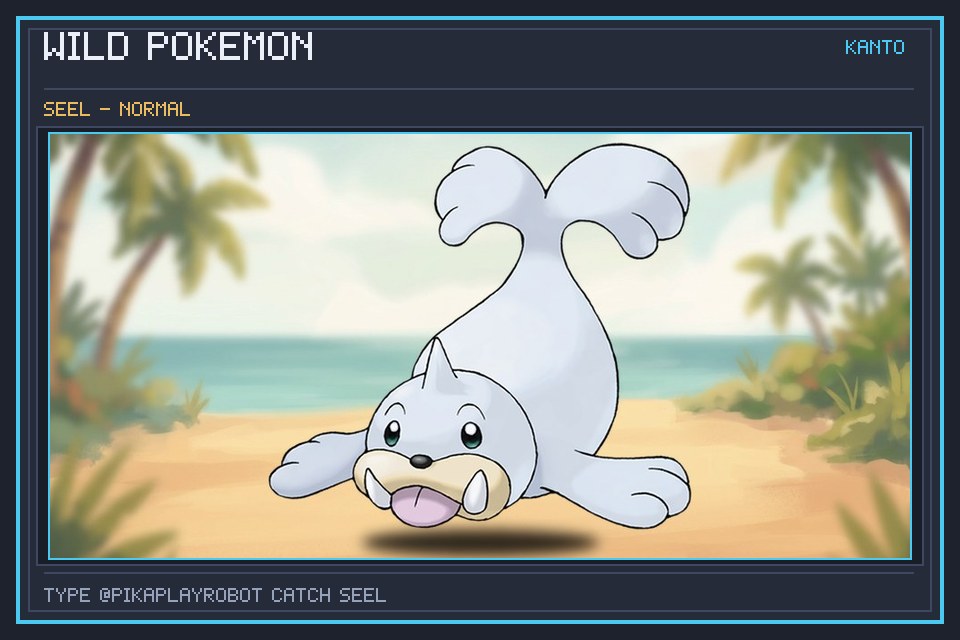 WILD POKEMON
KANTO
SEEL - NORMAL
TYPE @PIKAPLAYROBOT CATCH SEEL